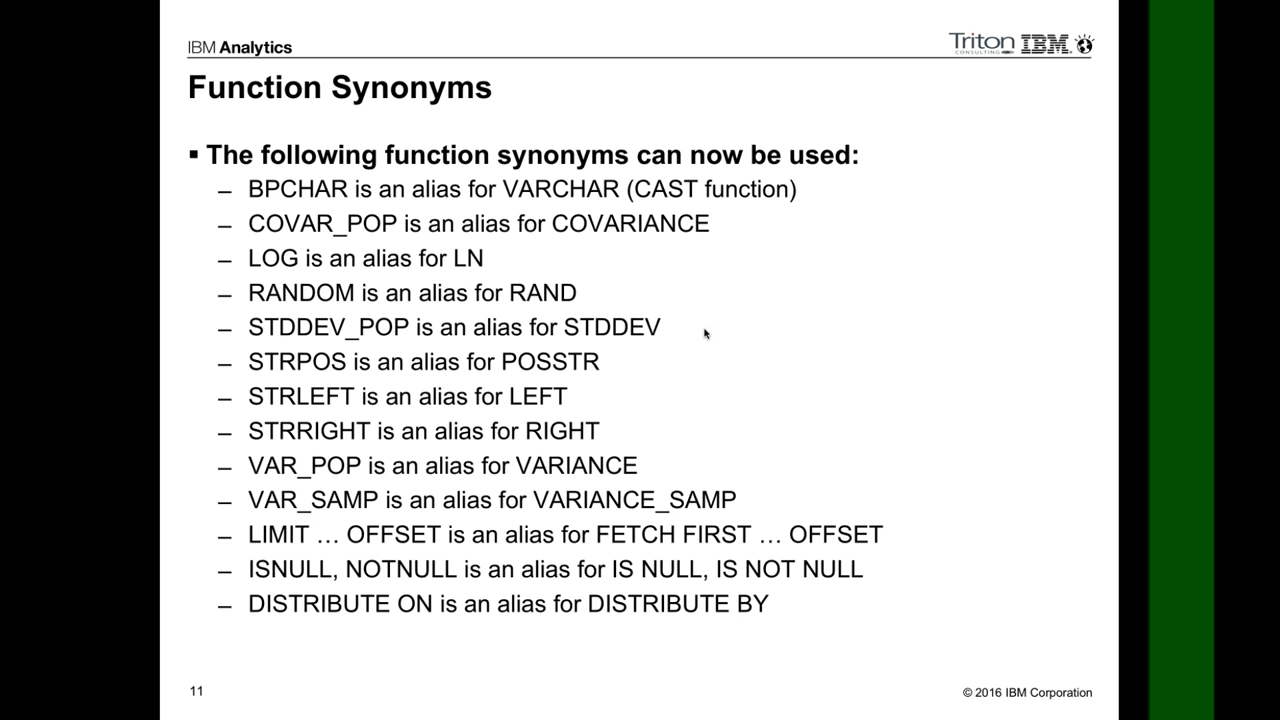 IBM Analytics
Triton
CONSULTING
IBM
Function Synonyms
▪ The following function synonyms can now be used:
– BPCHAR is an alias for VARCHAR (CAST function)
– COVAR_POP is an alias for COVARIANCE
– LOG is an alias for LN
– RANDOM is an alias for RAND
– STDDEV_POP is an alias for STDDEV
– STRPOS is an alias for POSSTR
– STRLEFT is an alias for LEFT
– STRRIGHT is an alias for RIGHT
– VAR_POP is an alias for VARIANCE
– VAR_SAMP is an alias for VARIANCE_SAMP
– LIMIT … OFFSET is an alias for FETCH FIRST … OFFSET
– ISNULL, NOTNULL is an alias for IS NULL, IS NOT NULL
– DISTRIBUTE ON is an alias for DISTRIBUTE BY
11
© 2016 IBM Corporation